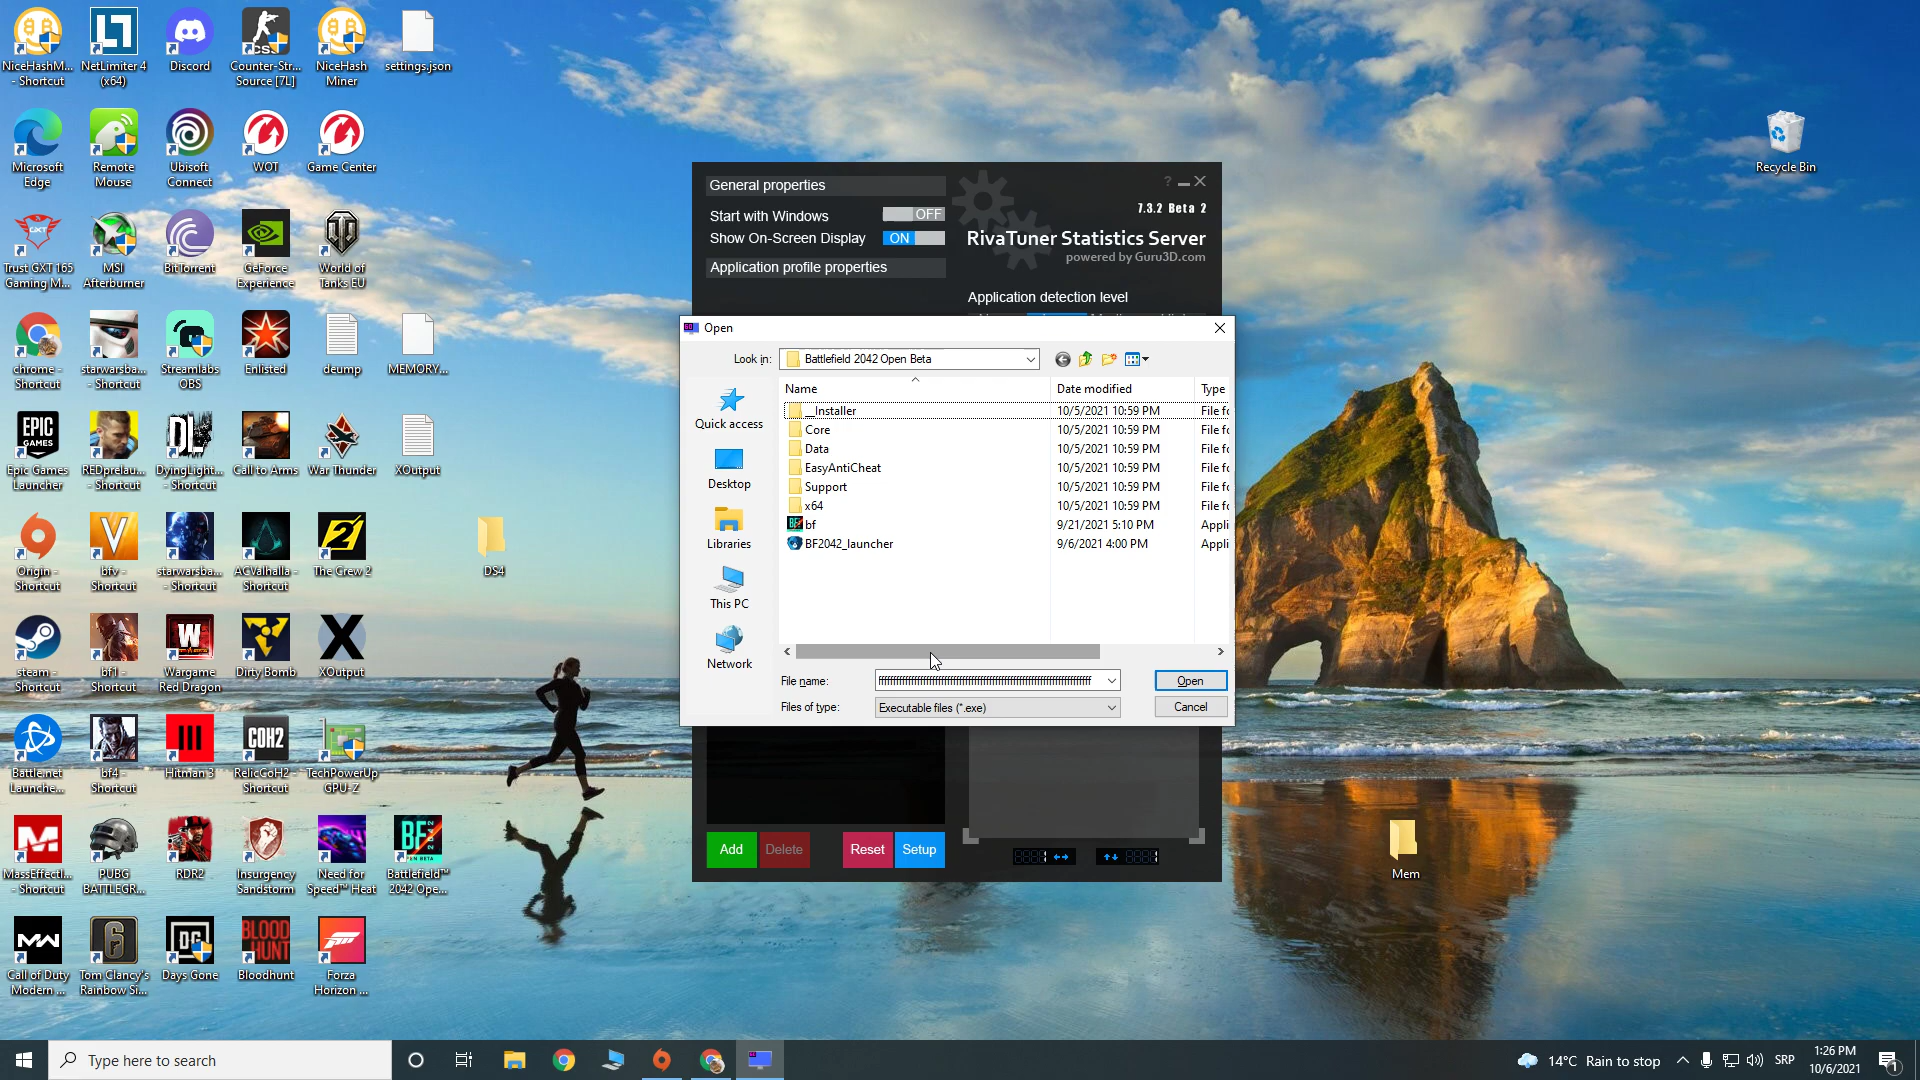 NiceHashM...
- Shortcut
NetLimiter 4
(x64)
Discord
Counter-Str...
Source [7L]
NiceHash
Miner
settings.json
Microsoft
Edge
Remote
Mouse
Ubisoft
Connect
WOT
Game Center
Recycle Bin
Trust GXT 165
Gaming M...
MSI
Afterburner
BitTorrent
GeForce
Experience
World of
Tanks EU
chrome -
Shortcut
starwarsba...
- Shortcut
Streamlabs
OBS
Enlisted
deump
MEMORY...
Epic Games
Launcher
REDprelau...
- Shortcut
DyingLight...
- Shortcut
Call to Arms
War Thunder
XOutput
Origin -
Shortcut
bfv -
Shortcut
starwarsba...
- Shortcut
ACValhalla -
Shortcut
The Crew 2
DS4
steam -
Shortcut
bf1 -
Shortcut
Wargame
Red Dragon
Dirty Bomb
XOutput
Battle.net
Launche...
bf4 -
Shortcut
Hitman 3
RelicCoH2 -
Shortcut
TechPowerUp
GPU-Z
MassEffectL...
- Shortcut
PUBG
BATTLEGR...
RDR2
Insurgency
Sandstorm
Need for
Speed™ Heat
Battlefield™
2042 Ope...
Call of Duty
Modern ...
Tom Clancy's
Rainbow Si...
Days Gone
Bloodhunt
Forza
Horizon ...
Mem
General properties
Start with Windows OFF
Show On-Screen Display ON
Application profile properties
? 
7.3.2 Beta 2
RivaTuner Statistics Server
powered by Guru3D.com
Application detection level
Open
Look in: Battlefield 2042 Open Beta
Quick access
Desktop
Libraries
This PC
Network
Name Date modified Type
__Installer 10/5/2021 10:59 PM File fo
Core 10/5/2021 10:59 PM File fo
Data 10/5/2021 10:59 PM File fo
EasyAntiCheat 10/5/2021 10:59 PM File fo
Support 10/5/2021 10:59 PM File fo
x64 10/5/2021 10:59 PM File fo
bf 9/21/2021 5:10 PM Appli
BF2042_launcher 9/6/2021 4:00 PM Appli
File name:
Open
Files of type: Executable files (*.exe)
Cancel
Add
Delete
Reset
Setup
Type here to search
14°C Rain to stop
SRP
1:26 PM
10/6/2021
1